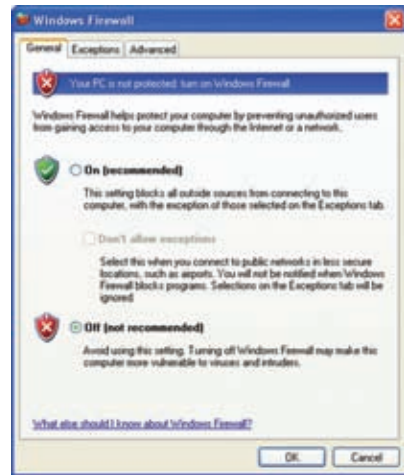 Windows Firewall
General Exceptions Advanced
Your PC is not protected: turn on Windows Firewall
Windows Firewall helps protect your computer by preventing unauthorized users
from gaining access to your computer through the Internet or a network.
On (recommended)
This setting blocks all outside sources from connecting to this
computer, with the exception of those selected on the Exceptions tab.
Don't allow exceptions
Select this when you connect to public networks in less secure
locations, such as airports. You will not be notified when Windows
Firewall blocks programs. Selections on the Exceptions tab will be
ignored.
Off (not recommended)
Avoid using this setting. Turning off Windows Firewall may make this
computer more vulnerable to viruses and intruders.
What else should I know about Windows Firewall?
OK Cancel